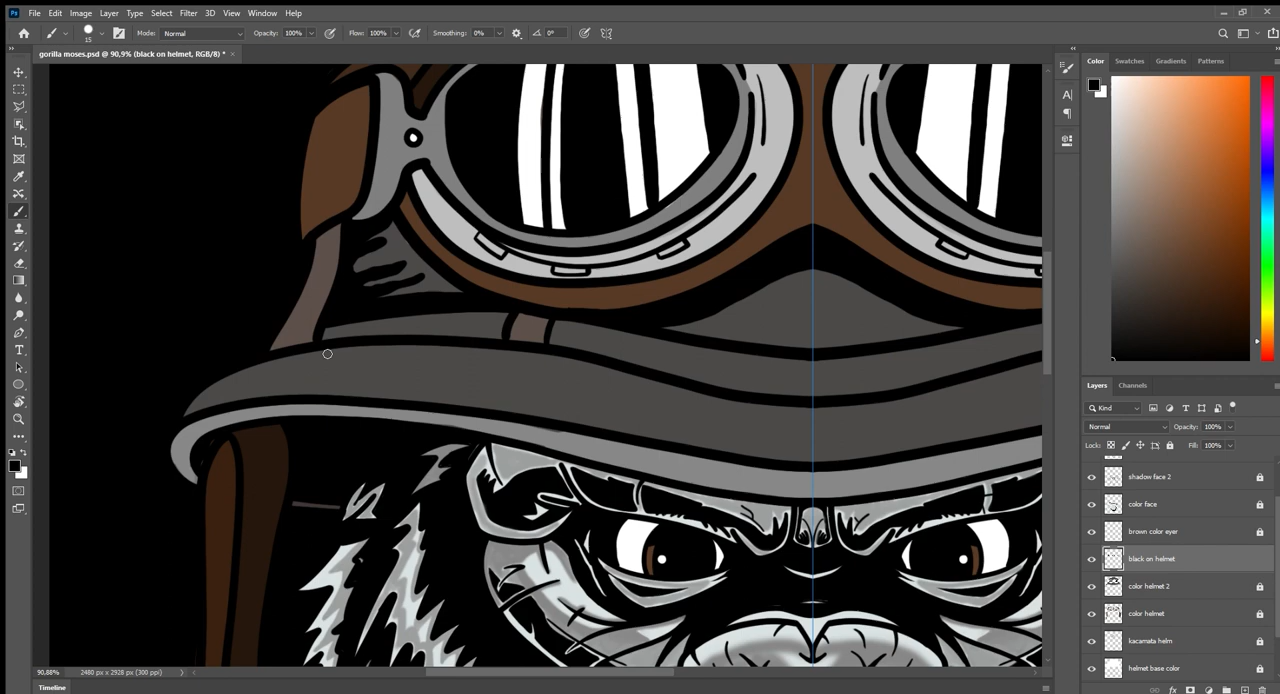 Ps File Edit Image Layer Type Select Filter 3D View Window Help
15 Mode: Normal Opacity: 100% Flow: 100% Smoothing: 0% 0°
gorilla moses.psd @ 90,9% (black on helmet, RGB/8) *
Color Swatches Gradients Patterns
Layers Channels
Kind
Normal Opacity: 100%
Lock: Fill: 100%
shadow face 2
color face
brown color eyer
black on helmet
color helmet 2
color helmet
kacamata helm
helmet base color
90,88% 2480 px x 2928 px (300 ppi)
Timeline